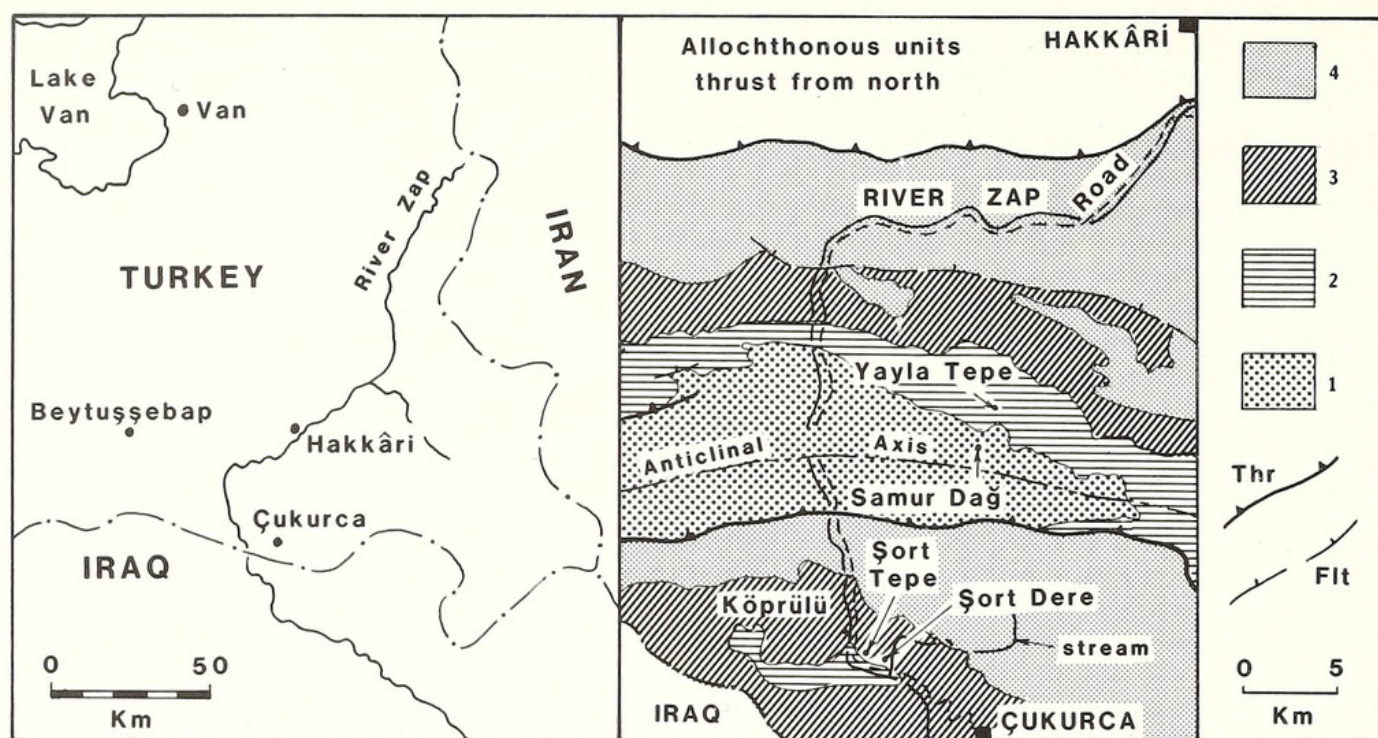 Lake
Van
Van
River Zap
TURKEY
IRAN
Beytuşşebap
Hakkâri
Çukurca
IRAQ
0 50
Km
Allochthonous units
thrust from north
HAKKÂRİ
RIVER ZAP
Road
Yayla Tepe
Anticlinal Axis
Samur Dağ
Şort
Tepe
Köprülü
Şort Dere
stream
IRAQ
ÇUKURCA
4
3
2
1
Thr
Flt
0 5
Km